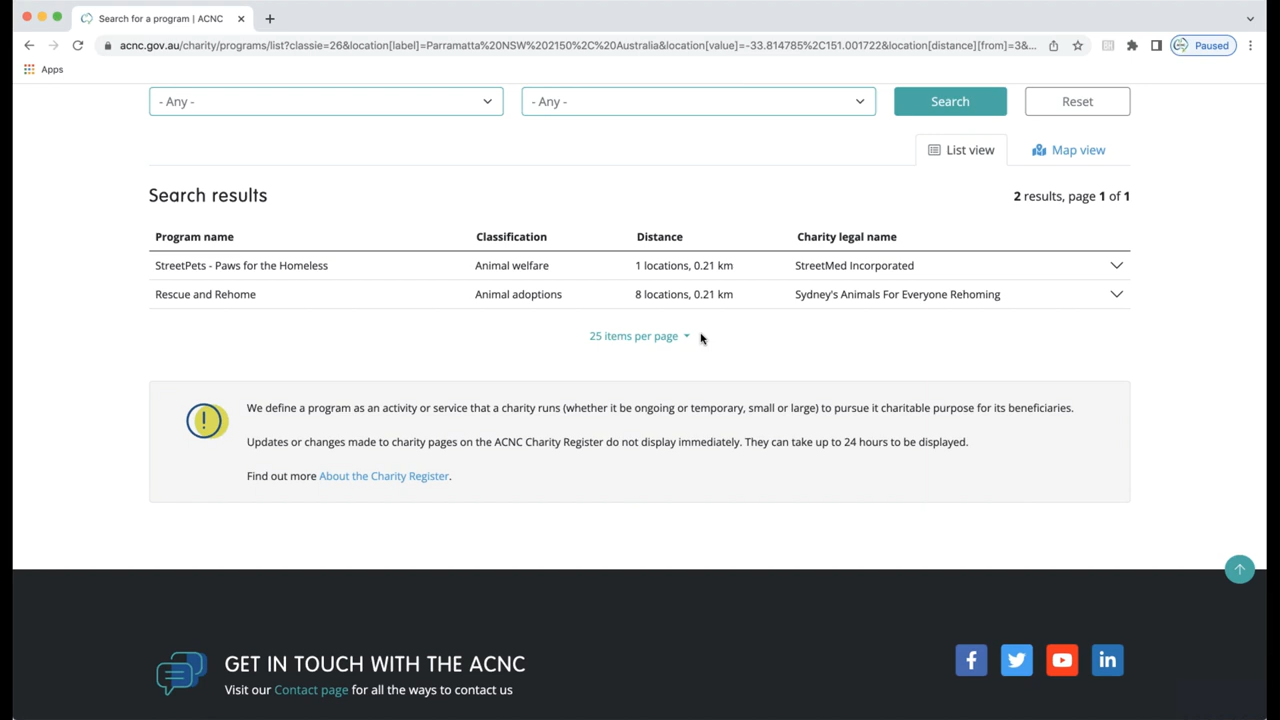 Search for a program | ACNC
acnc.gov.au/charity/programs/list?classie=26&location[label]=Parramatta%20NSW%202150%2C%20Australia&location[value]=-33.814785%2C151.001722&location[distance][from]=3&...
Paused
Apps
- Any -
- Any -
Search
Reset
List view
Map view
Search results
2 results, page 1 of 1
Program name Classification Distance Charity legal name
StreetPets - Paws for the Homeless Animal welfare 1 locations, 0.21 km StreetMed Incorporated
Rescue and Rehome Animal adoptions 8 locations, 0.21 km Sydney's Animals For Everyone Rehoming
25 items per page
We define a program as an activity or service that a charity runs (whether it be ongoing or temporary, small or large) to pursue it charitable purpose for its beneficiaries.
Updates or changes made to charity pages on the ACNC Charity Register do not display immediately. They can take up to 24 hours to be displayed.
Find out more About the Charity Register.
GET IN TOUCH WITH THE ACNC
Visit our Contact page for all the ways to contact us